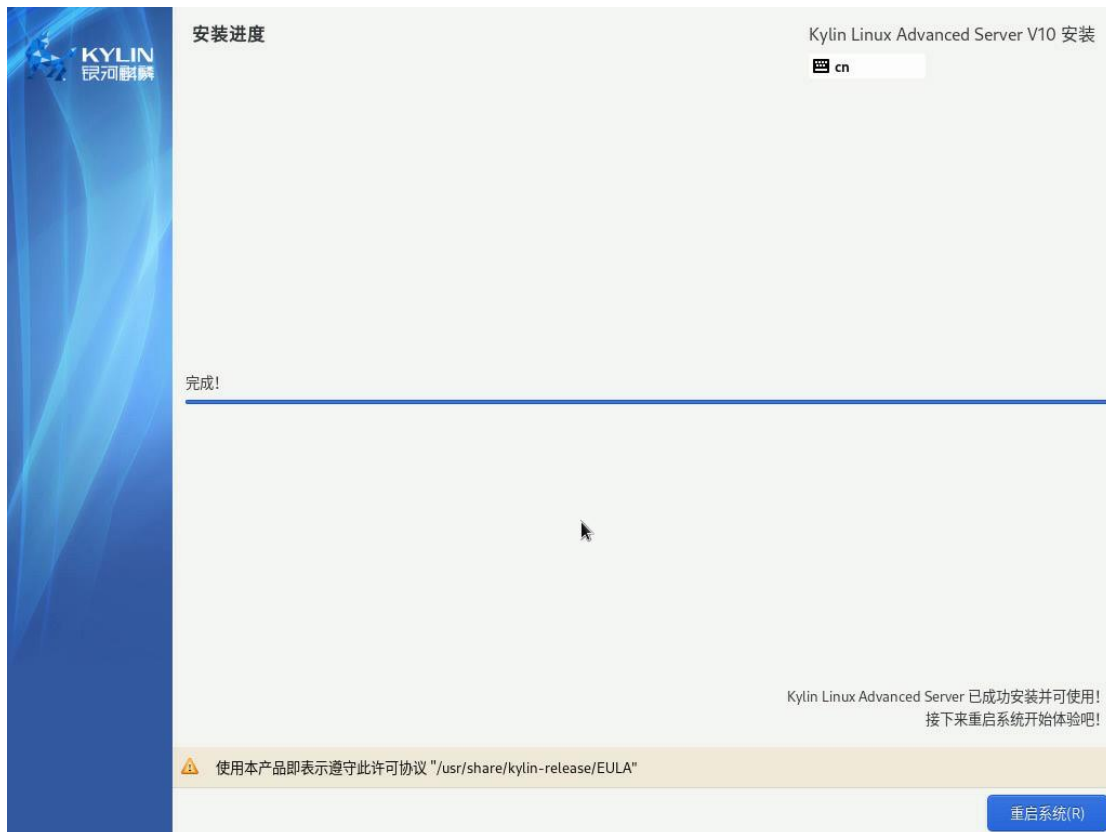 KYLIN
银河麒麟
安装进度
Kylin Linux Advanced Server V10 安装
cn
完成!
Kylin Linux Advanced Server 已成功安装并可使用!
接下来重启系统开始体验吧!
使用本产品即表示遵守此许可协议 "/usr/share/kylin-release/EULA"
重启系统(R)